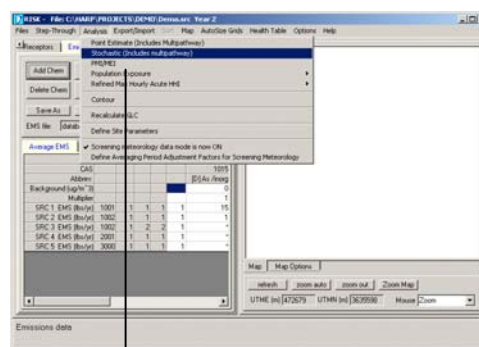 RISK - File: C:\HARP\PROJECTS\DEMO\Demo.src Year 2
Files Step-Through Analysis Export/Import Sort Map AutoSize Grids Health Table Options Help
Receptors
Point Estimate (Includes Multipathway)
Stochastic (Includes multipathway)
PMI/MEI
Population Exposure
Refined Max Hourly Acute HHI
Contour
Recalculate GLC
Define Site Parameters
✓ Screening meteorology data mode is now ON
Define Averaging Period Adjustment Factors for Screening Meteorology
Add Chem
Delete Chem
Save As
EMS file: datab
Average EMS
CAS 1015
Abbrev [D] As /Inorg
Background (ug/m^3) 0
Multiplier 1
SRC 1 EMS (lbs/yr) 1001 1 1 1 1 15
SRC 2 EMS (lbs/yr) 1002 1 1 1 1 1
SRC 3 EMS (lbs/yr) 1002 1 2 2 1 *
SRC 4 EMS (lbs/yr) 2001 1 1 1 1 *
SRC 5 EMS (lbs/yr) 3000 1 1 1 1 *
Map Map Options
refresh zoom auto zoom out Zoom Map
UTME (m) 472679 UTMN (m) 3635598 Mouse Zoom
Emissions data